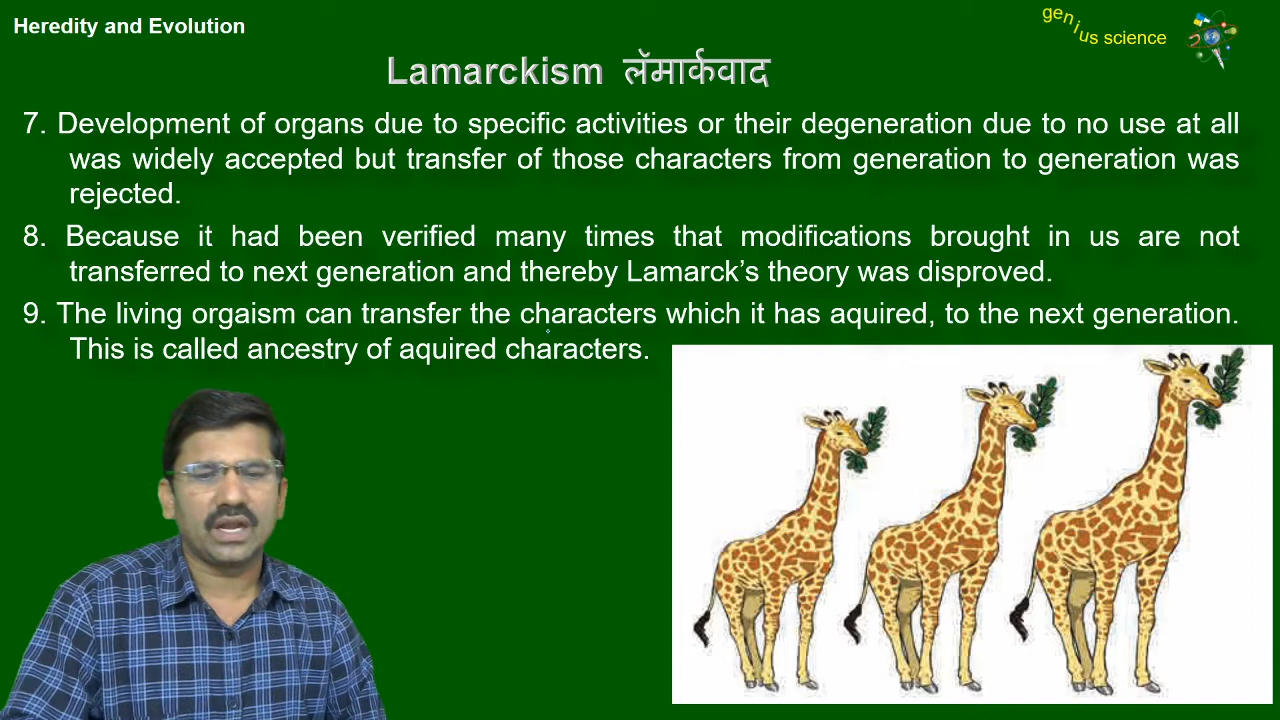 Heredity and Evolution
genius science
Lamarckism लॅमार्कवाद
7. Development of organs due to specific activities or their degeneration due to no use at all
was widely accepted but transfer of those characters from generation to generation was
rejected.
8. Because it had been verified many times that modifications brought in us are not
transferred to next generation and thereby Lamarck’s theory was disproved.
9. The living orgaism can transfer the characters which it has aquired, to the next generation.
This is called ancestry of aquired characters.